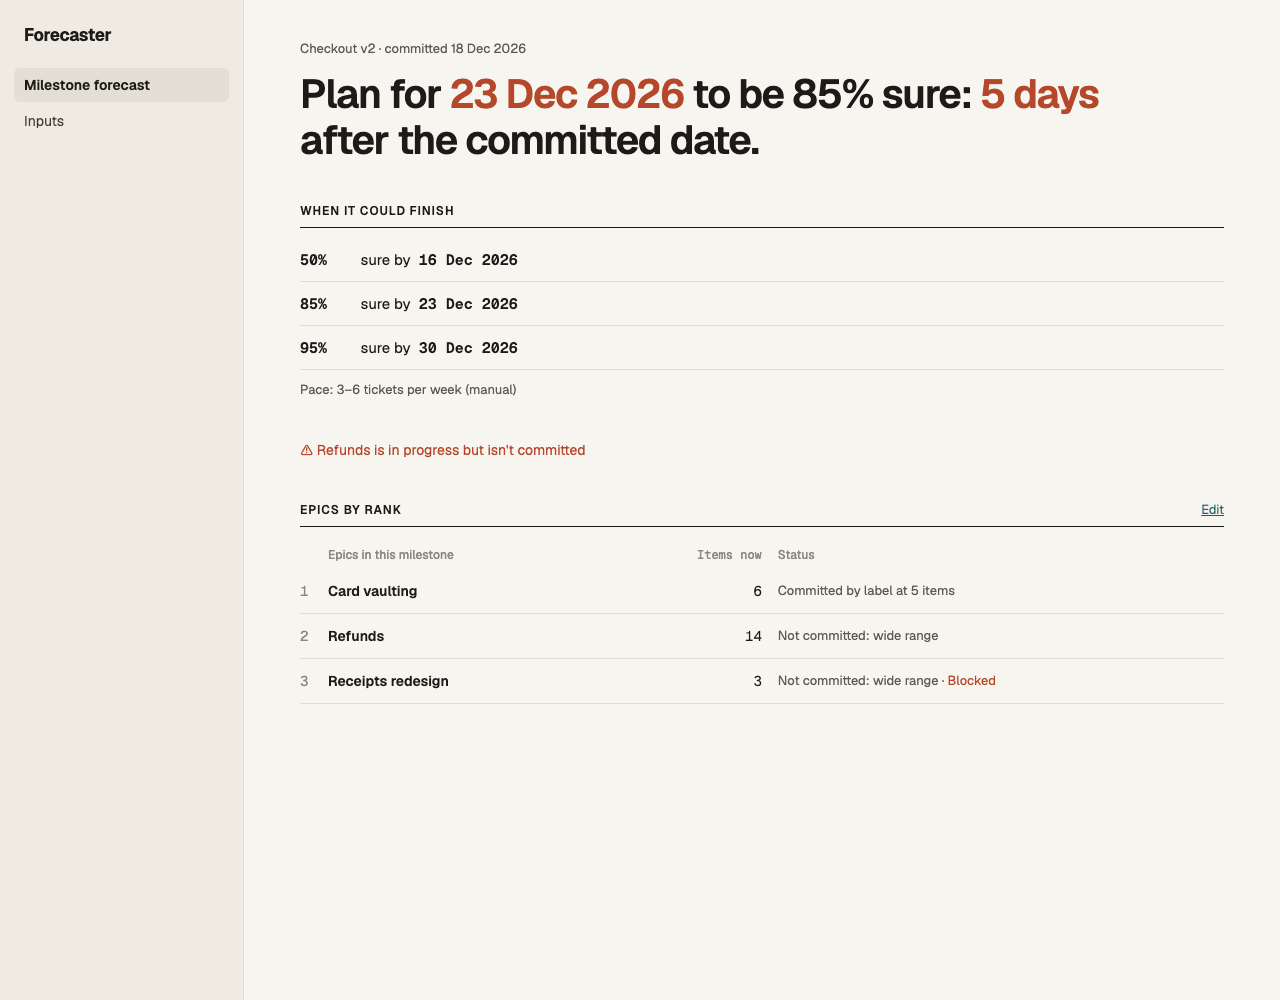 Forecaster
Milestone forecast
Inputs
Checkout v2 · committed 18 Dec 2026
Plan for 23 Dec 2026 to be 85% sure: 5 days
after the committed date.
WHEN IT COULD FINISH
50% sure by 16 Dec 2026
85% sure by 23 Dec 2026
95% sure by 30 Dec 2026
Pace: 3–6 tickets per week (manual)
Refunds is in progress but isn't committed
EPICS BY RANK Edit
Epics in this milestone Items now Status
1 Card vaulting 6 Committed by label at 5 items
2 Refunds 14 Not committed: wide range
3 Receipts redesign 3 Not committed: wide range · Blocked